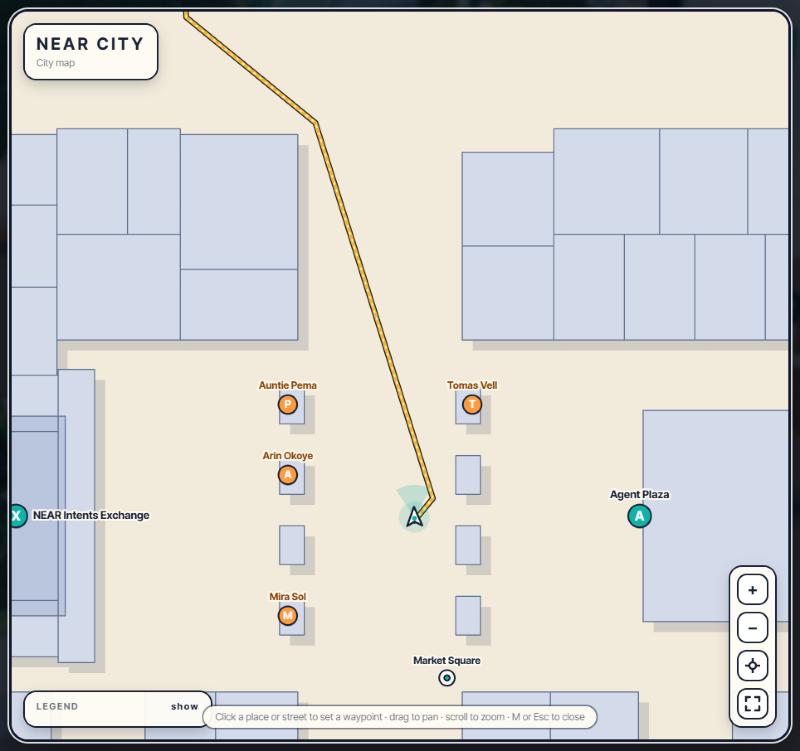 NEAR CITY
City map
Auntie Pema
P
Tomas Vell
T
Arin Okoye
A
X
NEAR Intents Exchange
Agent Plaza
A
Mira Sol
M
Market Square
+
−
LEGEND
show
Click a place or street to set a waypoint · drag to pan · scroll to zoom · M or Esc to close